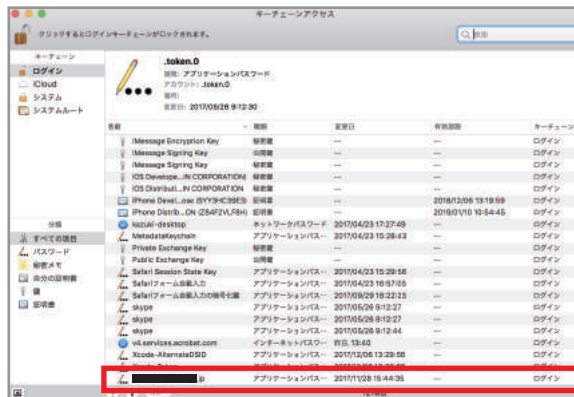 キーチェーンアクセス
クリックするとログインキーチェーンがロックされます。
キーチェーン
ログイン
iCloud
システム
システムルート
.token.0
種類: アプリケーションパスワード
アカウント: .token.0
場所:
変更日: 2017/05/26 9:12:30
名前 種類 変更日 有効期限 キーチェーン
iMessage Encryption Key 秘密鍵 -- -- ログイン
iMessage Signing Key 公開鍵 -- -- ログイン
iMessage Signing Key 秘密鍵 -- -- ログイン
iOS Develope...IN CORPORATION) 秘密鍵 -- -- ログイン
iOS Distributi...IN CORPORATION 秘密鍵 -- -- ログイン
iPhone Devel...ose 証明書 -- 2018/12/06 13:19:59 ログイン
iPhone Distrib...ON (Z84F2VLF8H) 証明書 -- 2019/01/10 10:54:45 ログイン
kazuki-desktop ネットワークパスワード 2017/04/23 17:27:49 -- ログイン
MetadataKeychain アプリケーションパス… 2017/04/23 15:28:43 -- ログイン
Private Exchange Key 秘密鍵 -- -- ログイン
Public Exchange Key 公開鍵 -- -- ログイン
Safari Session State Key アプリケーションパス… 2017/04/23 15:29:56 -- ログイン
Safariフォーム自動入力 アプリケーションパス… 2017/04/23 16:57:05 -- ログイン
Safariフォーム自動入力の暗号化鍵 アプリケーションパス… 2017/09/29 16:22:23 -- ログイン
skype アプリケーションパス… 2017/05/26 9:12:27 -- ログイン
skype アプリケーションパス… 2017/05/26 9:12:27 -- ログイン
skype アプリケーションパス… 2017/05/26 9:12:44 -- ログイン
v4.services.acrobat.com インターネットパスワ… 昨日, 13:40 -- ログイン
Xcode-AlternateDSID アプリケーションパス… 2017/12/06 13:29:56 -- ログイン
.jp アプリケーションパス… 2017/11/28 15:44:35 -- ログイン
分類
すべての項目
パスワード
秘密メモ
自分の証明書
鍵
証明書